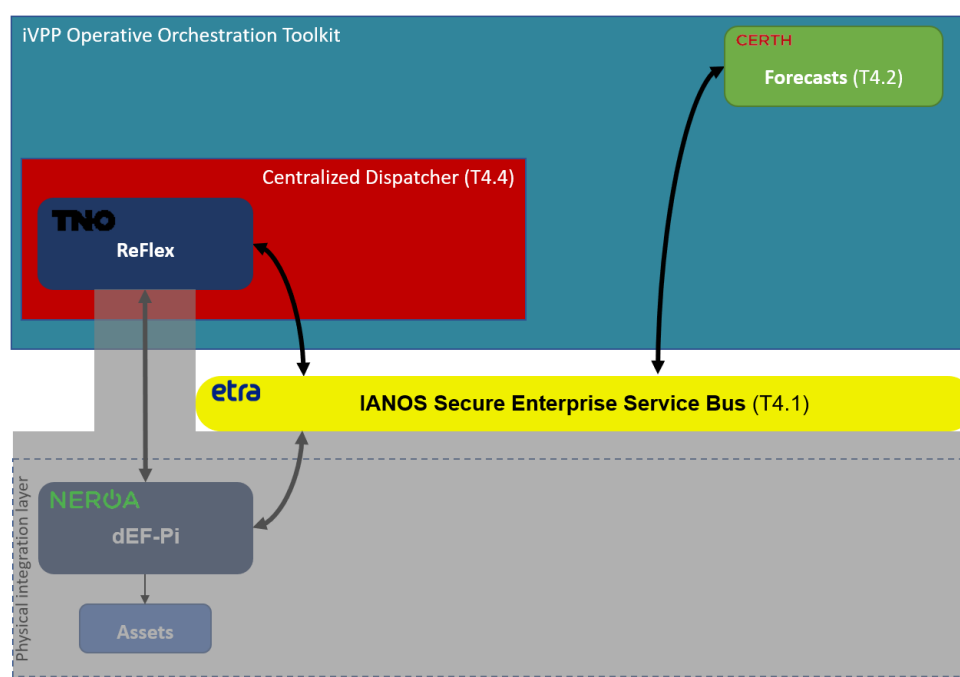 iVPP Operative Orchestration Toolkit
CERTH
Forecasts (T4.2)
Centralized Dispatcher (T4.4)
TNO
ReFlex
etra
IANOS Secure Enterprise Service Bus (T4.1)
Physical integration layer
NEROA
dEF-Pi
Assets